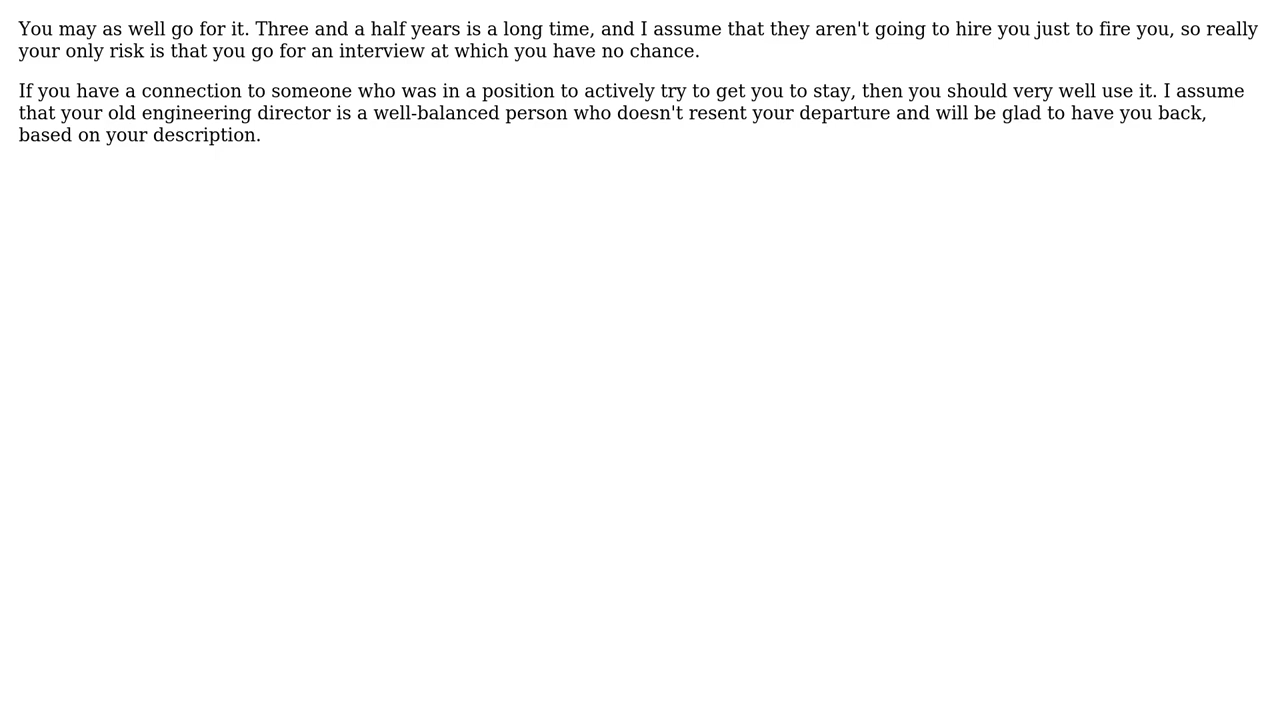 You may as well go for it. Three and a half years is a long time, and I assume that they aren't going to hire you just to fire you, so really
your only risk is that you go for an interview at which you have no chance.
If you have a connection to someone who was in a position to actively try to get you to stay, then you should very well use it. I assume
that your old engineering director is a well-balanced person who doesn't resent your departure and will be glad to have you back,
based on your description.